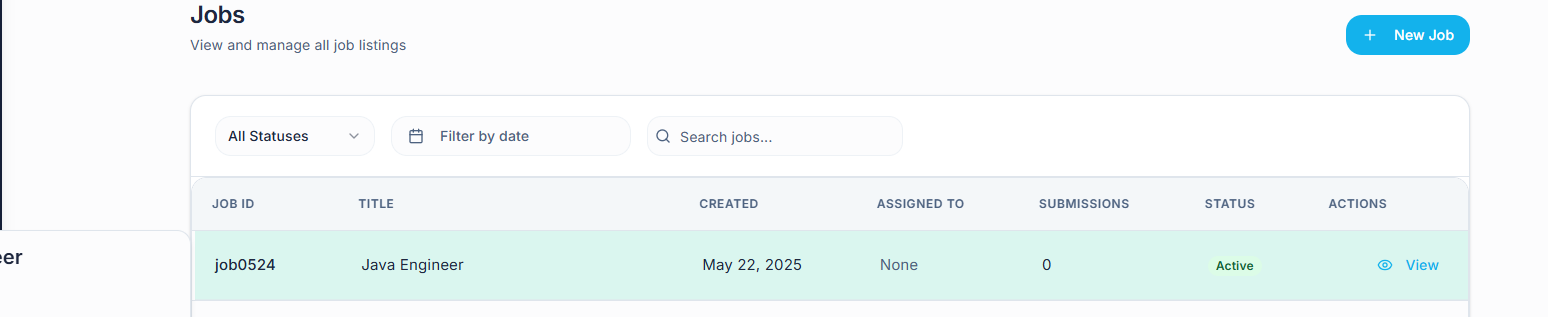 Jobs
View and manage all job listings
New Job
All Statuses
Filter by date
Search jobs...
JOB ID TITLE CREATED ASSIGNED TO SUBMISSIONS STATUS ACTIONS
job0524 Java Engineer May 22, 2025 None 0 Active View
eer